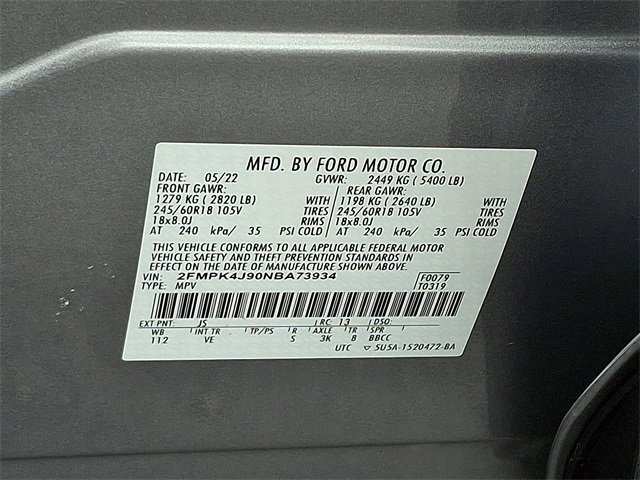 MFD. BY FORD MOTOR CO.
DATE: 05/22 GVWR: 2449 KG ( 5400 LB)
FRONT GAWR: REAR GAWR:
1279 KG ( 2820 LB) WITH 1198 KG ( 2640 LB) WITH
245/60R18 105V TIRES 245/60R18 105V TIRES
18x8.0J RIMS 18x8.0J RIMS
AT 240 kPa/ 35 PSI COLD AT 240 kPa/ 35 PSI COLD
THIS VEHICLE CONFORMS TO ALL APPLICABLE FEDERAL MOTOR
VEHICLE SAFETY AND THEFT PREVENTION STANDARDS IN
EFFECT ON THE DATE OF MANUFACTURE SHOWN ABOVE.
VIN: 2FMPK4J90NBA73934 F0079
TYPE: MPV T0319
EXT PNT: JS RC: 13 DSO:
WB INT TR TP/PS R AXLE TR SPR
112 VE S 3K 8 BBCC
UTC ▽ 5U5A-1520472-BA